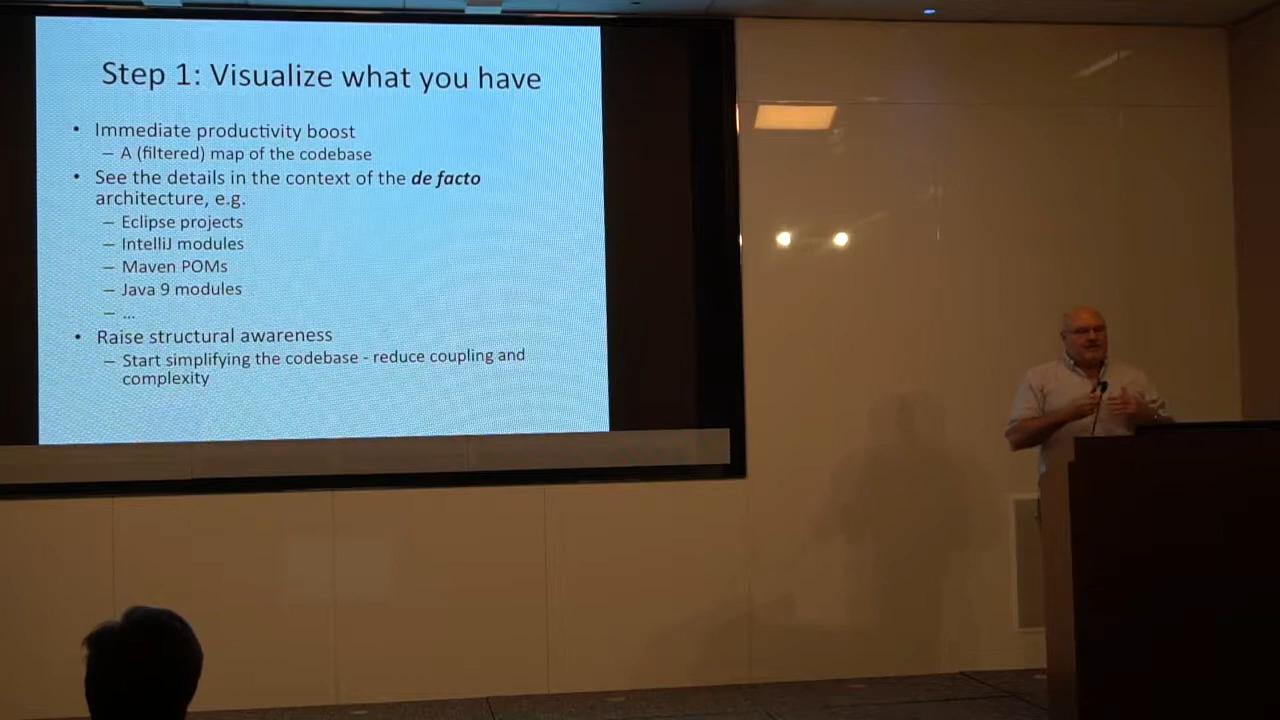 Step 1: Visualize what you have
• Immediate productivity boost
– A (filtered) map of the codebase
• See the details in the context of the de facto
architecture, e.g.
– Eclipse projects
– IntelliJ modules
– Maven POMs
– Java 9 modules
– ...
• Raise structural awareness
– Start simplifying the codebase - reduce coupling and
complexity